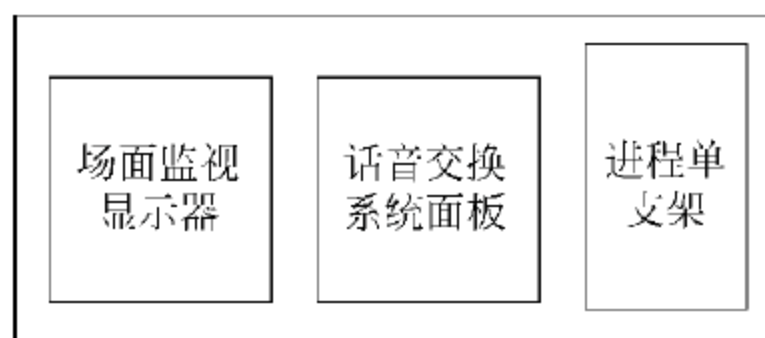 场面监视
显示器
话音交换
系统面板
进程单
支架